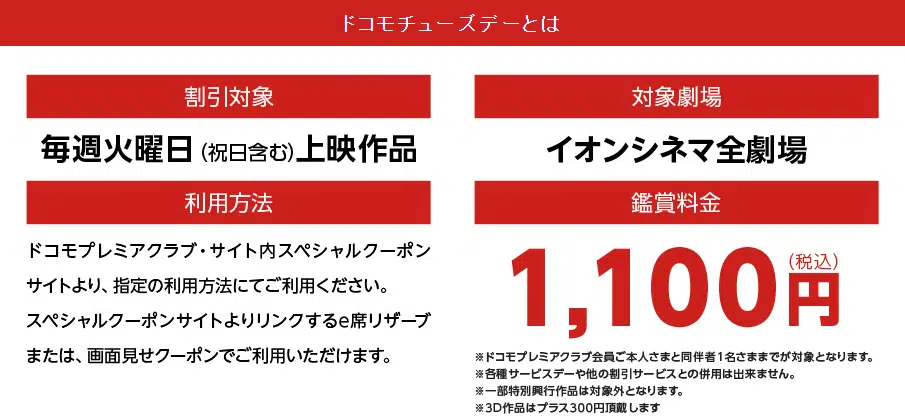 ドコモチューズデーとは
割引対象
毎週火曜日(祝日含む)上映作品
利用方法
ドコモプレミアクラブ・サイト内スペシャルクーポン
サイトより、指定の利用方法にてご利用ください。
スペシャルクーポンサイトよりリンクするe席リザーブ
または、画面見せクーポンでご利用いただけます。
対象劇場
イオンシネマ全劇場
鑑賞料金
1,100円(税込)
※ドコモプレミアクラブ会員ご本人さまと同伴者1名さままでが対象となります。
※各種サービスデーや他の割引サービスとの併用は出来ません。
※一部特別興行作品は対象外となります。
※3D作品はプラス300円頂戴します